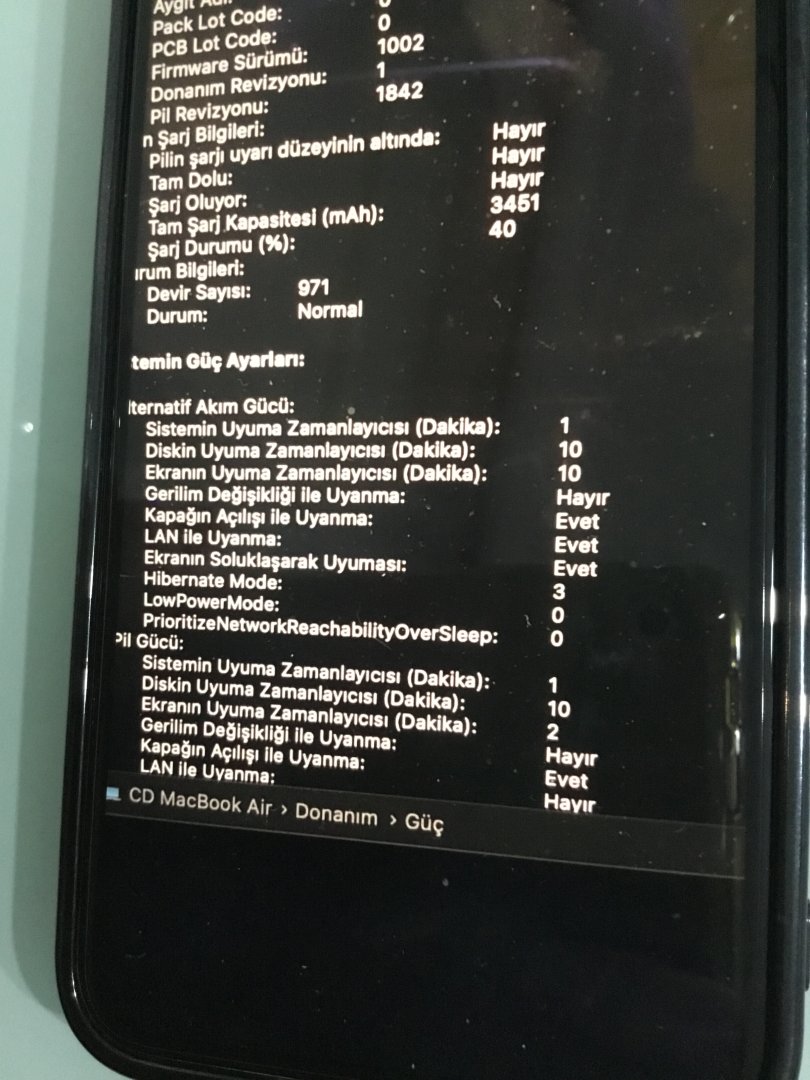 Aygıt Adı:
Pack Lot Code: 0
PCB Lot Code: 0
Firmware Sürümü: 1002
Donanım Revizyonu: 1
Pil Revizyonu: 1842
n Şarj Bilgileri:
Pilin şarjı uyarı düzeyinin altında: Hayır
Tam Dolu: Hayır
Şarj Oluyor: Hayır
Tam Şarj Kapasitesi (mAh): 3451
Şarj Durumu (%): 40
ırum Bilgileri:
Devir Sayısı: 971
Durum: Normal
temin Güç Ayarları:
lternatif Akım Gücü:
Sistemin Uyuma Zamanlayıcısı (Dakika): 1
Diskin Uyuma Zamanlayıcısı (Dakika): 10
Ekranın Uyuma Zamanlayıcısı (Dakika): 10
Gerilim Değişikliği ile Uyanma: Hayır
Kapağın Açılışı ile Uyanma: Evet
LAN ile Uyanma: Evet
Ekranın Soluklaşarak Uyuması: Evet
Hibernate Mode: 3
LowPowerMode: 0
PrioritizeNetworkReachabilityOverSleep: 0
Pil Gücü:
Sistemin Uyuma Zamanlayıcısı (Dakika): 1
Diskin Uyuma Zamanlayıcısı (Dakika): 10
Ekranın Uyuma Zamanlayıcısı (Dakika): 2
Gerilim Değişikliği ile Uyanma: Hayır
Kapağın Açılışı ile Uyanma: Evet
LAN ile Uyanma: Hayır
CD MacBook Air › Donanım › Güç